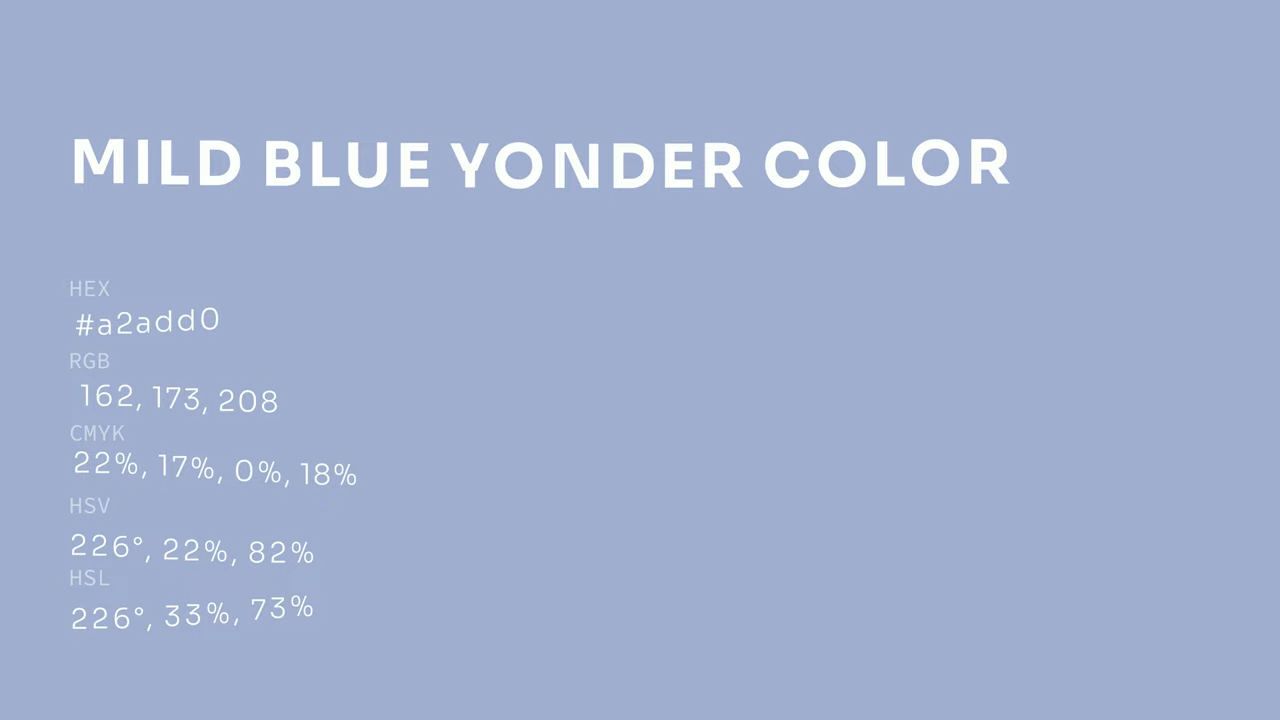 MILD BLUE YONDER COLOR
HEX
#a2add0
RGB
162, 173, 208
CMYK
22%, 17%, 0%, 18%
HSV
226°, 22%, 82%
HSL
226°, 33%, 73%